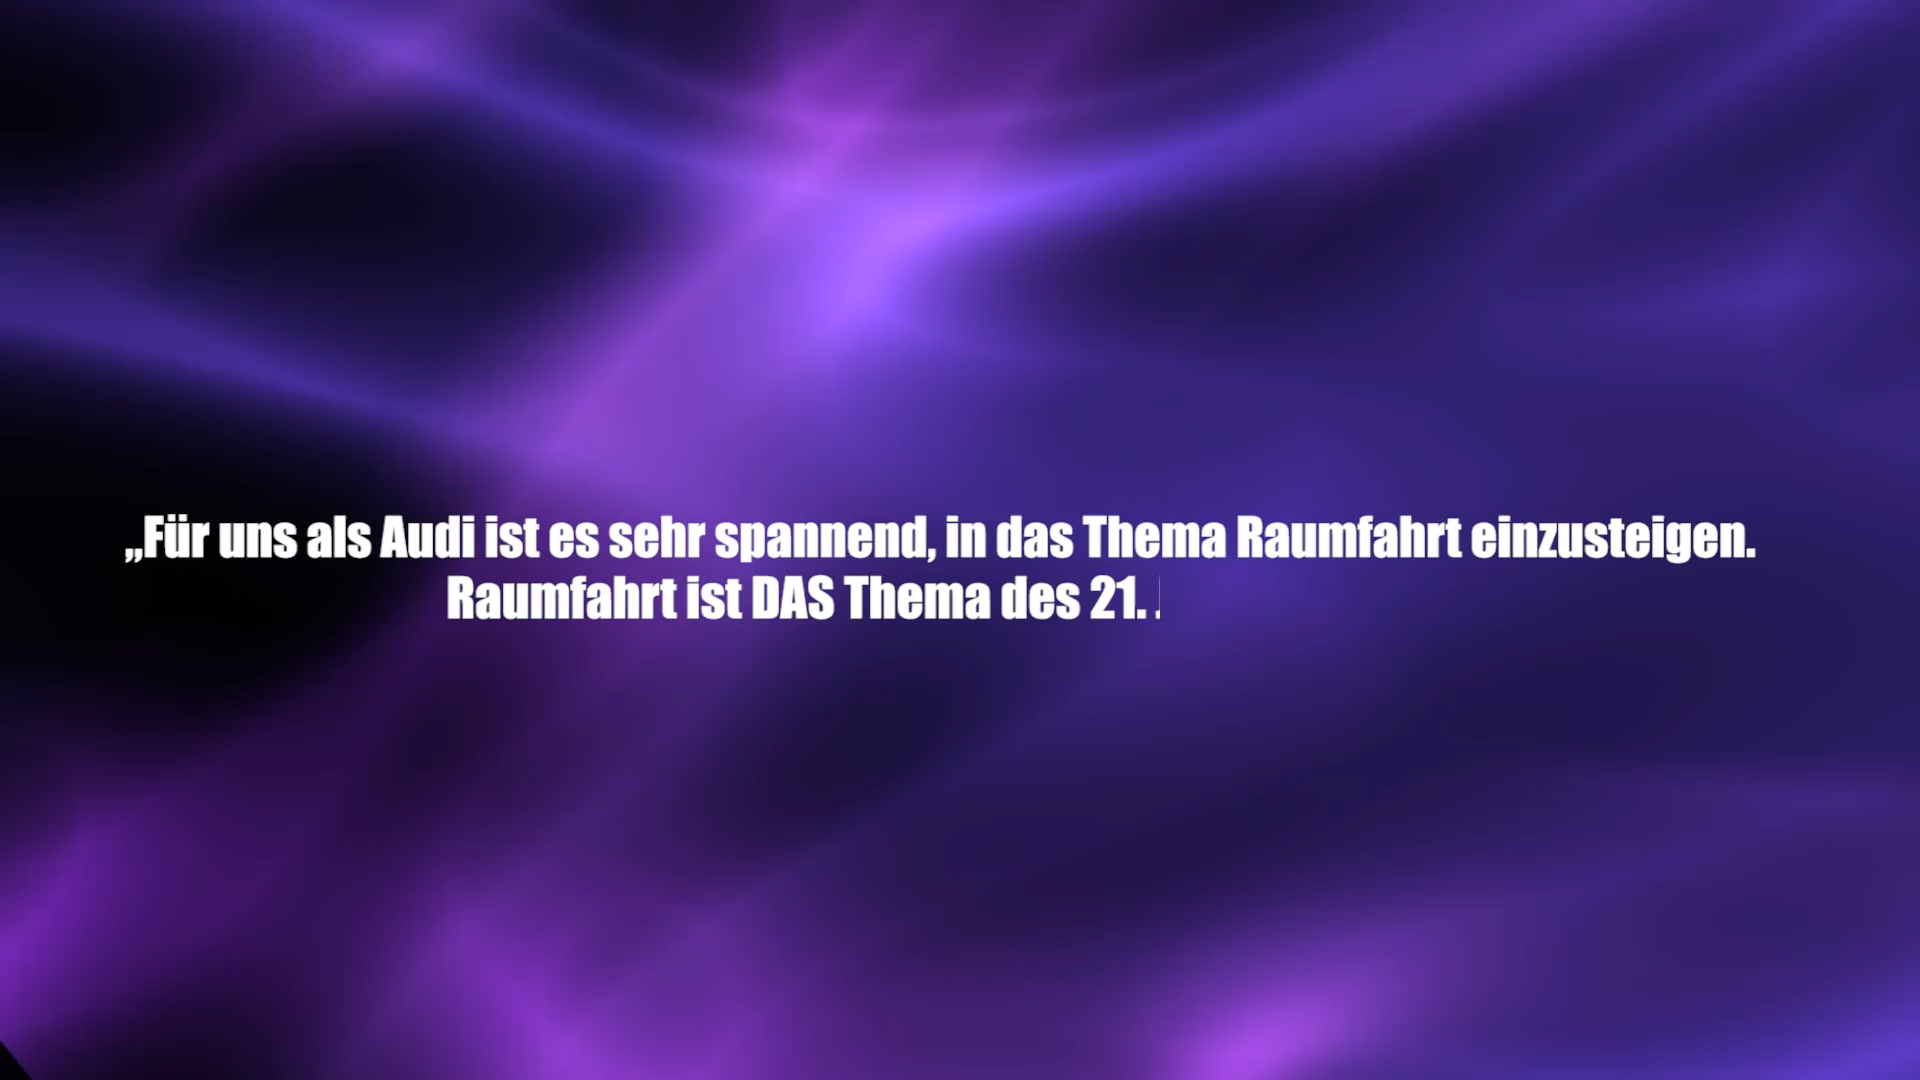 „Für uns als Audi ist es sehr spannend, in das Thema Raumfahrt einzusteigen.
Raumfahrt ist DAS Thema des 21.